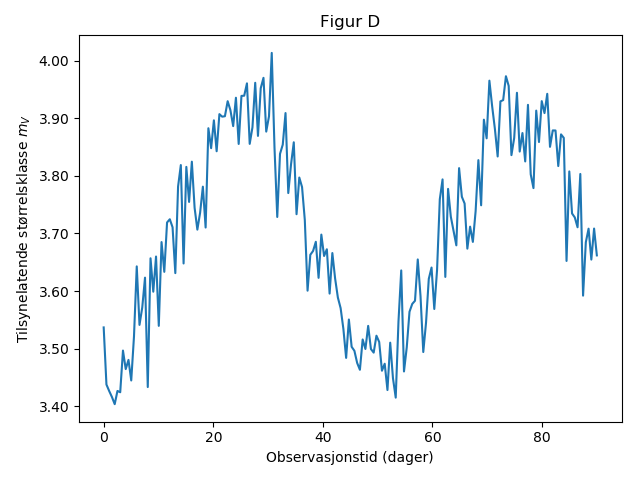 Figur D
Tilsynelatende størrelsesklasse m_V
4.00
3.90
3.80
3.70
3.60
3.50
3.40
0 20 40 60 80
Observasjonstid (dager)